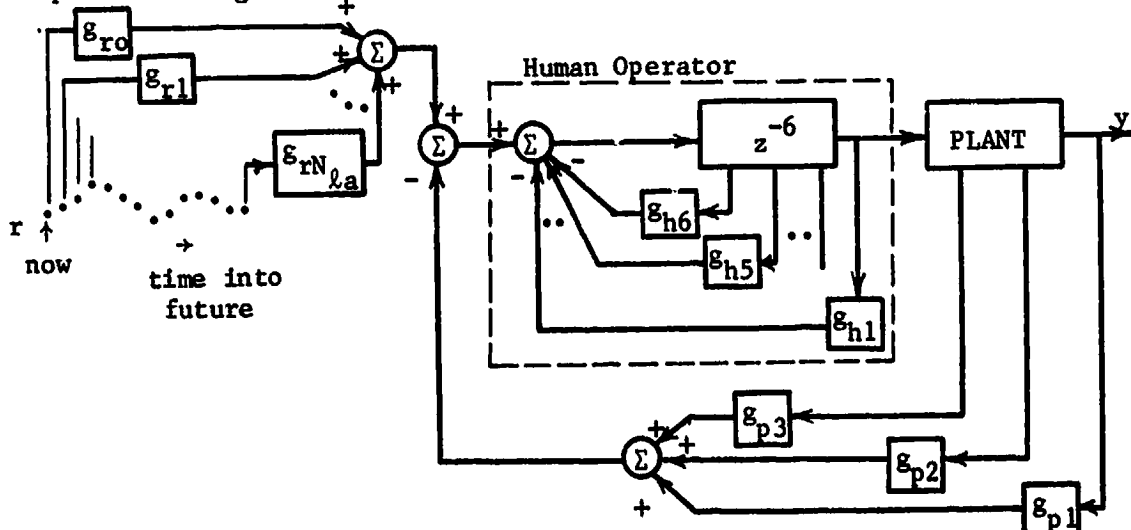 +
g_ro
+
Σ
g_r1
+
g_rN_ℓa
r
now
time into
future
Human Operator
+
Σ
-
+
Σ
-
-
z^-6
g_h6
g_h5
g_h1
PLANT
y
g_p3
+
+
Σ
g_p2
+
g_p1